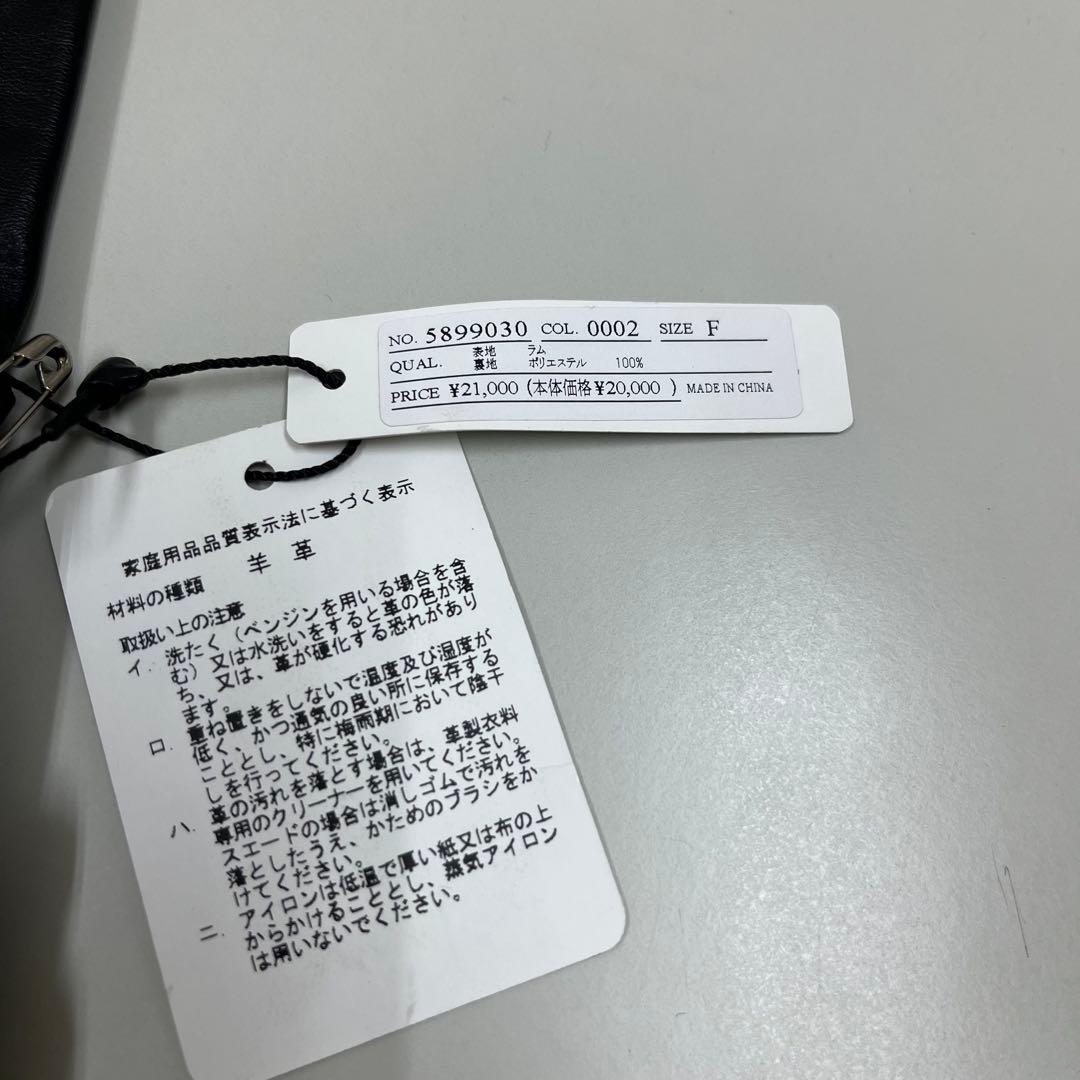 NO. 5899030 COL. 0002 SIZE F
QUAL. 表地 ラム
裏地 ポリエステル 100%
PRICE ¥21,000 (本体価格¥20,000 ) MADE IN CHINA
家庭用品品質表示法に基づく表示
材料の種類 羊 革
取扱い上の注意
イ. 洗たく(ベンジンを用いる場合を含
む)又は水洗いをすると革の色が落
ち、又は、革が硬化する恐れがあり
ます。
ロ. 重ね置きをしないで温度及び湿度が
低く、かつ通気の良い所に保存する
こととし、特に梅雨期において陰干
しを行ってください。
ハ. 革の汚れを落とす場合は、革製衣料
専用のクリーナーを用いてください。
スエードの場合は消しゴムで汚れを
落としたうえ、かためのブラシをか
けてください。
ニ. アイロンは低温で厚い紙又は布の上
からかけることとし、蒸気アイロン
は用いないでください。